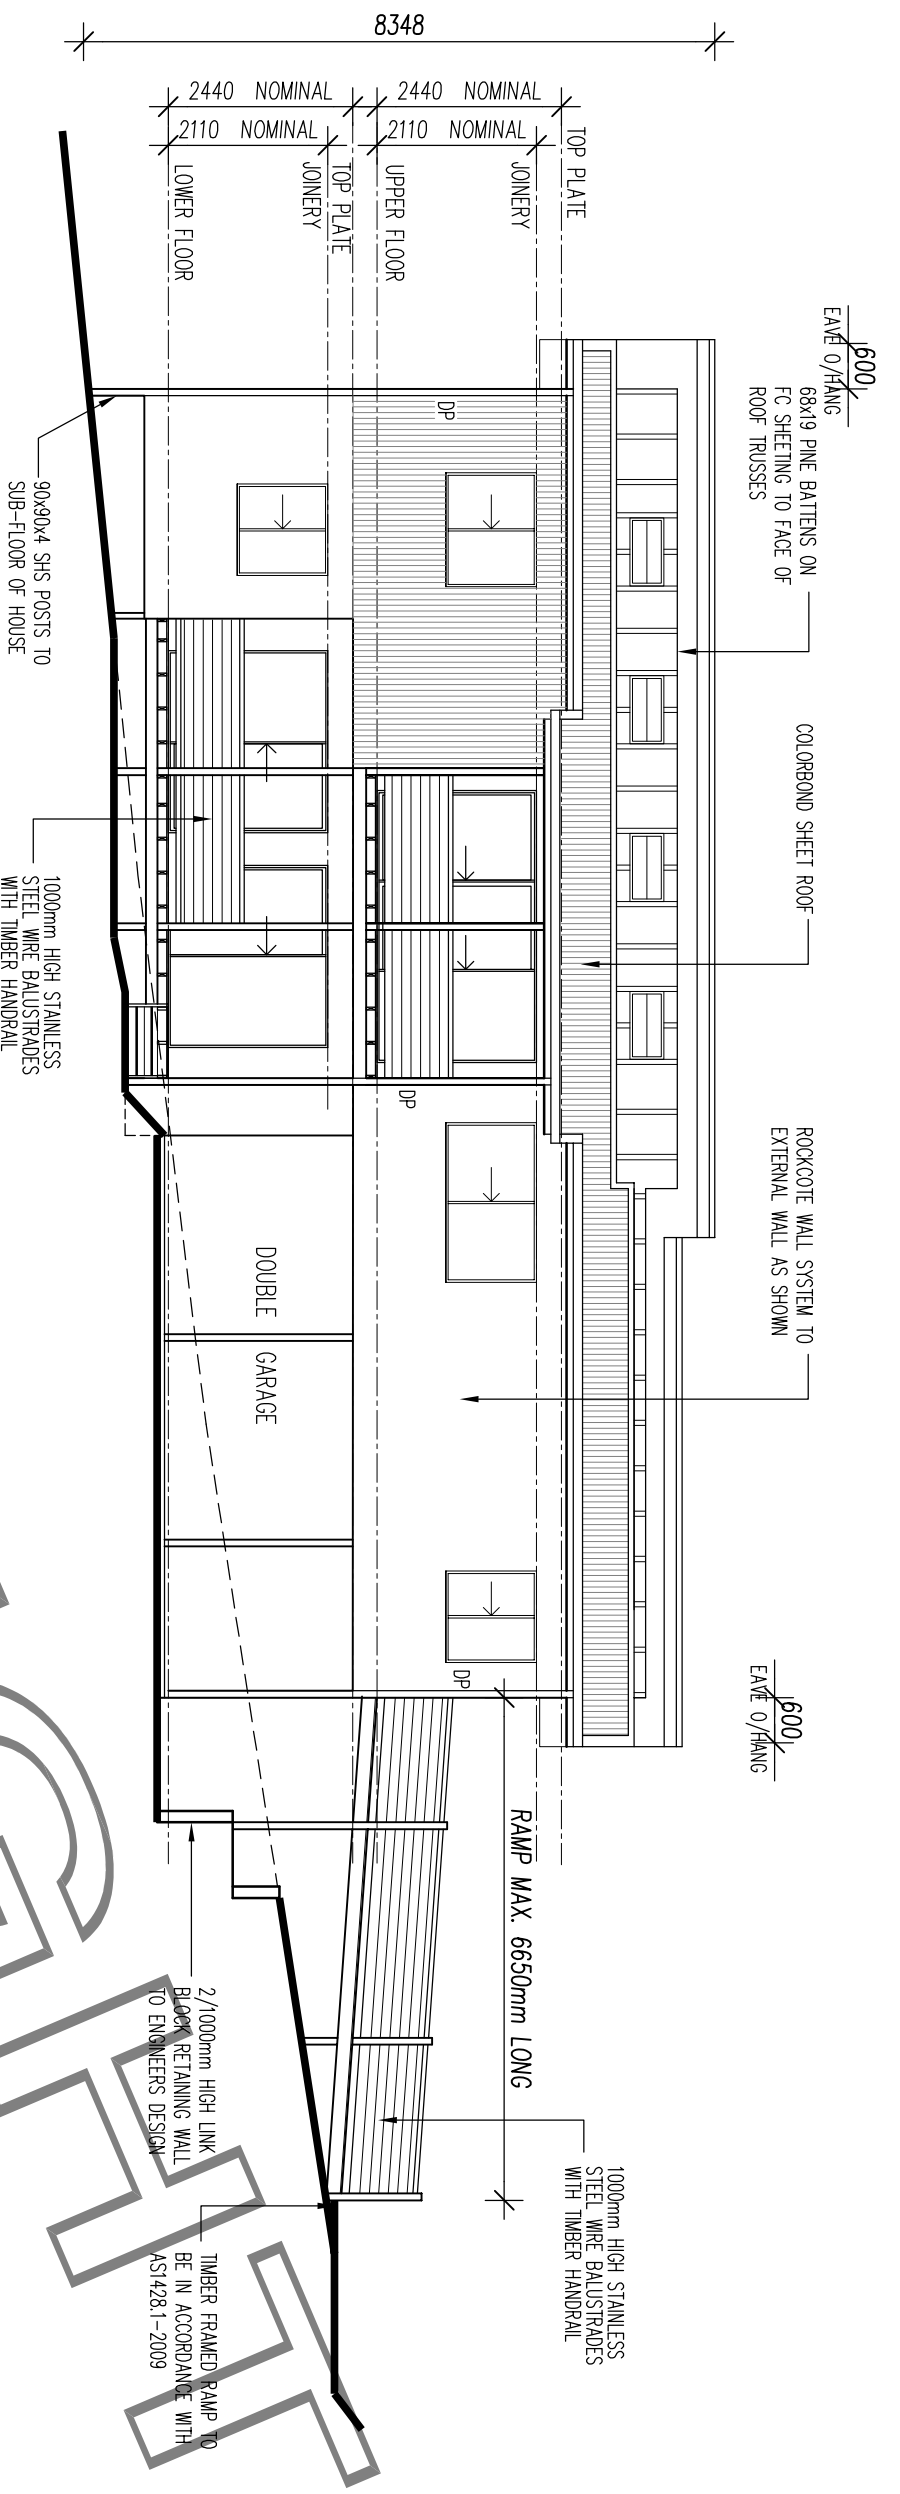 8348
2440 NOMINAL
2440 NOMINAL
2110 NOMINAL
2110 NOMINAL
TOP PLATE
JOINERY
UPPER FLOOR
TOP PLATE
JOINERY
LOWER FLOOR
600
EAVE O/HANG
68x19 PINE BATTENS ON
FC SHEETING TO FACE OF
ROOF TRUSSES
COLORBOND SHEET ROOF
ROCKCOTE WALL SYSTEM TO
EXTERNAL WALL AS SHOWN
600
EAVE O/HANG
DP
DP
DP
DOUBLE GARAGE
RAMP MAX. 6650mm LONG
90x90x4 SHS POSTS TO
SUB-FLOOR OF HOUSE
1000mm HIGH STAINLESS
STEEL WIRE BALUSTRADES
WITH TIMBER HANDRAIL
2/1000mm HIGH LINK
BLOCK RETAINING WALL
TO ENGINEERS DESIGN
1000mm HIGH STAINLESS
STEEL WIRE BALUSTRADES
WITH TIMBER HANDRAIL
TIMBER FRAMED RAMP TO
BE IN ACCORDANCE WITH
AS1428.1-2009